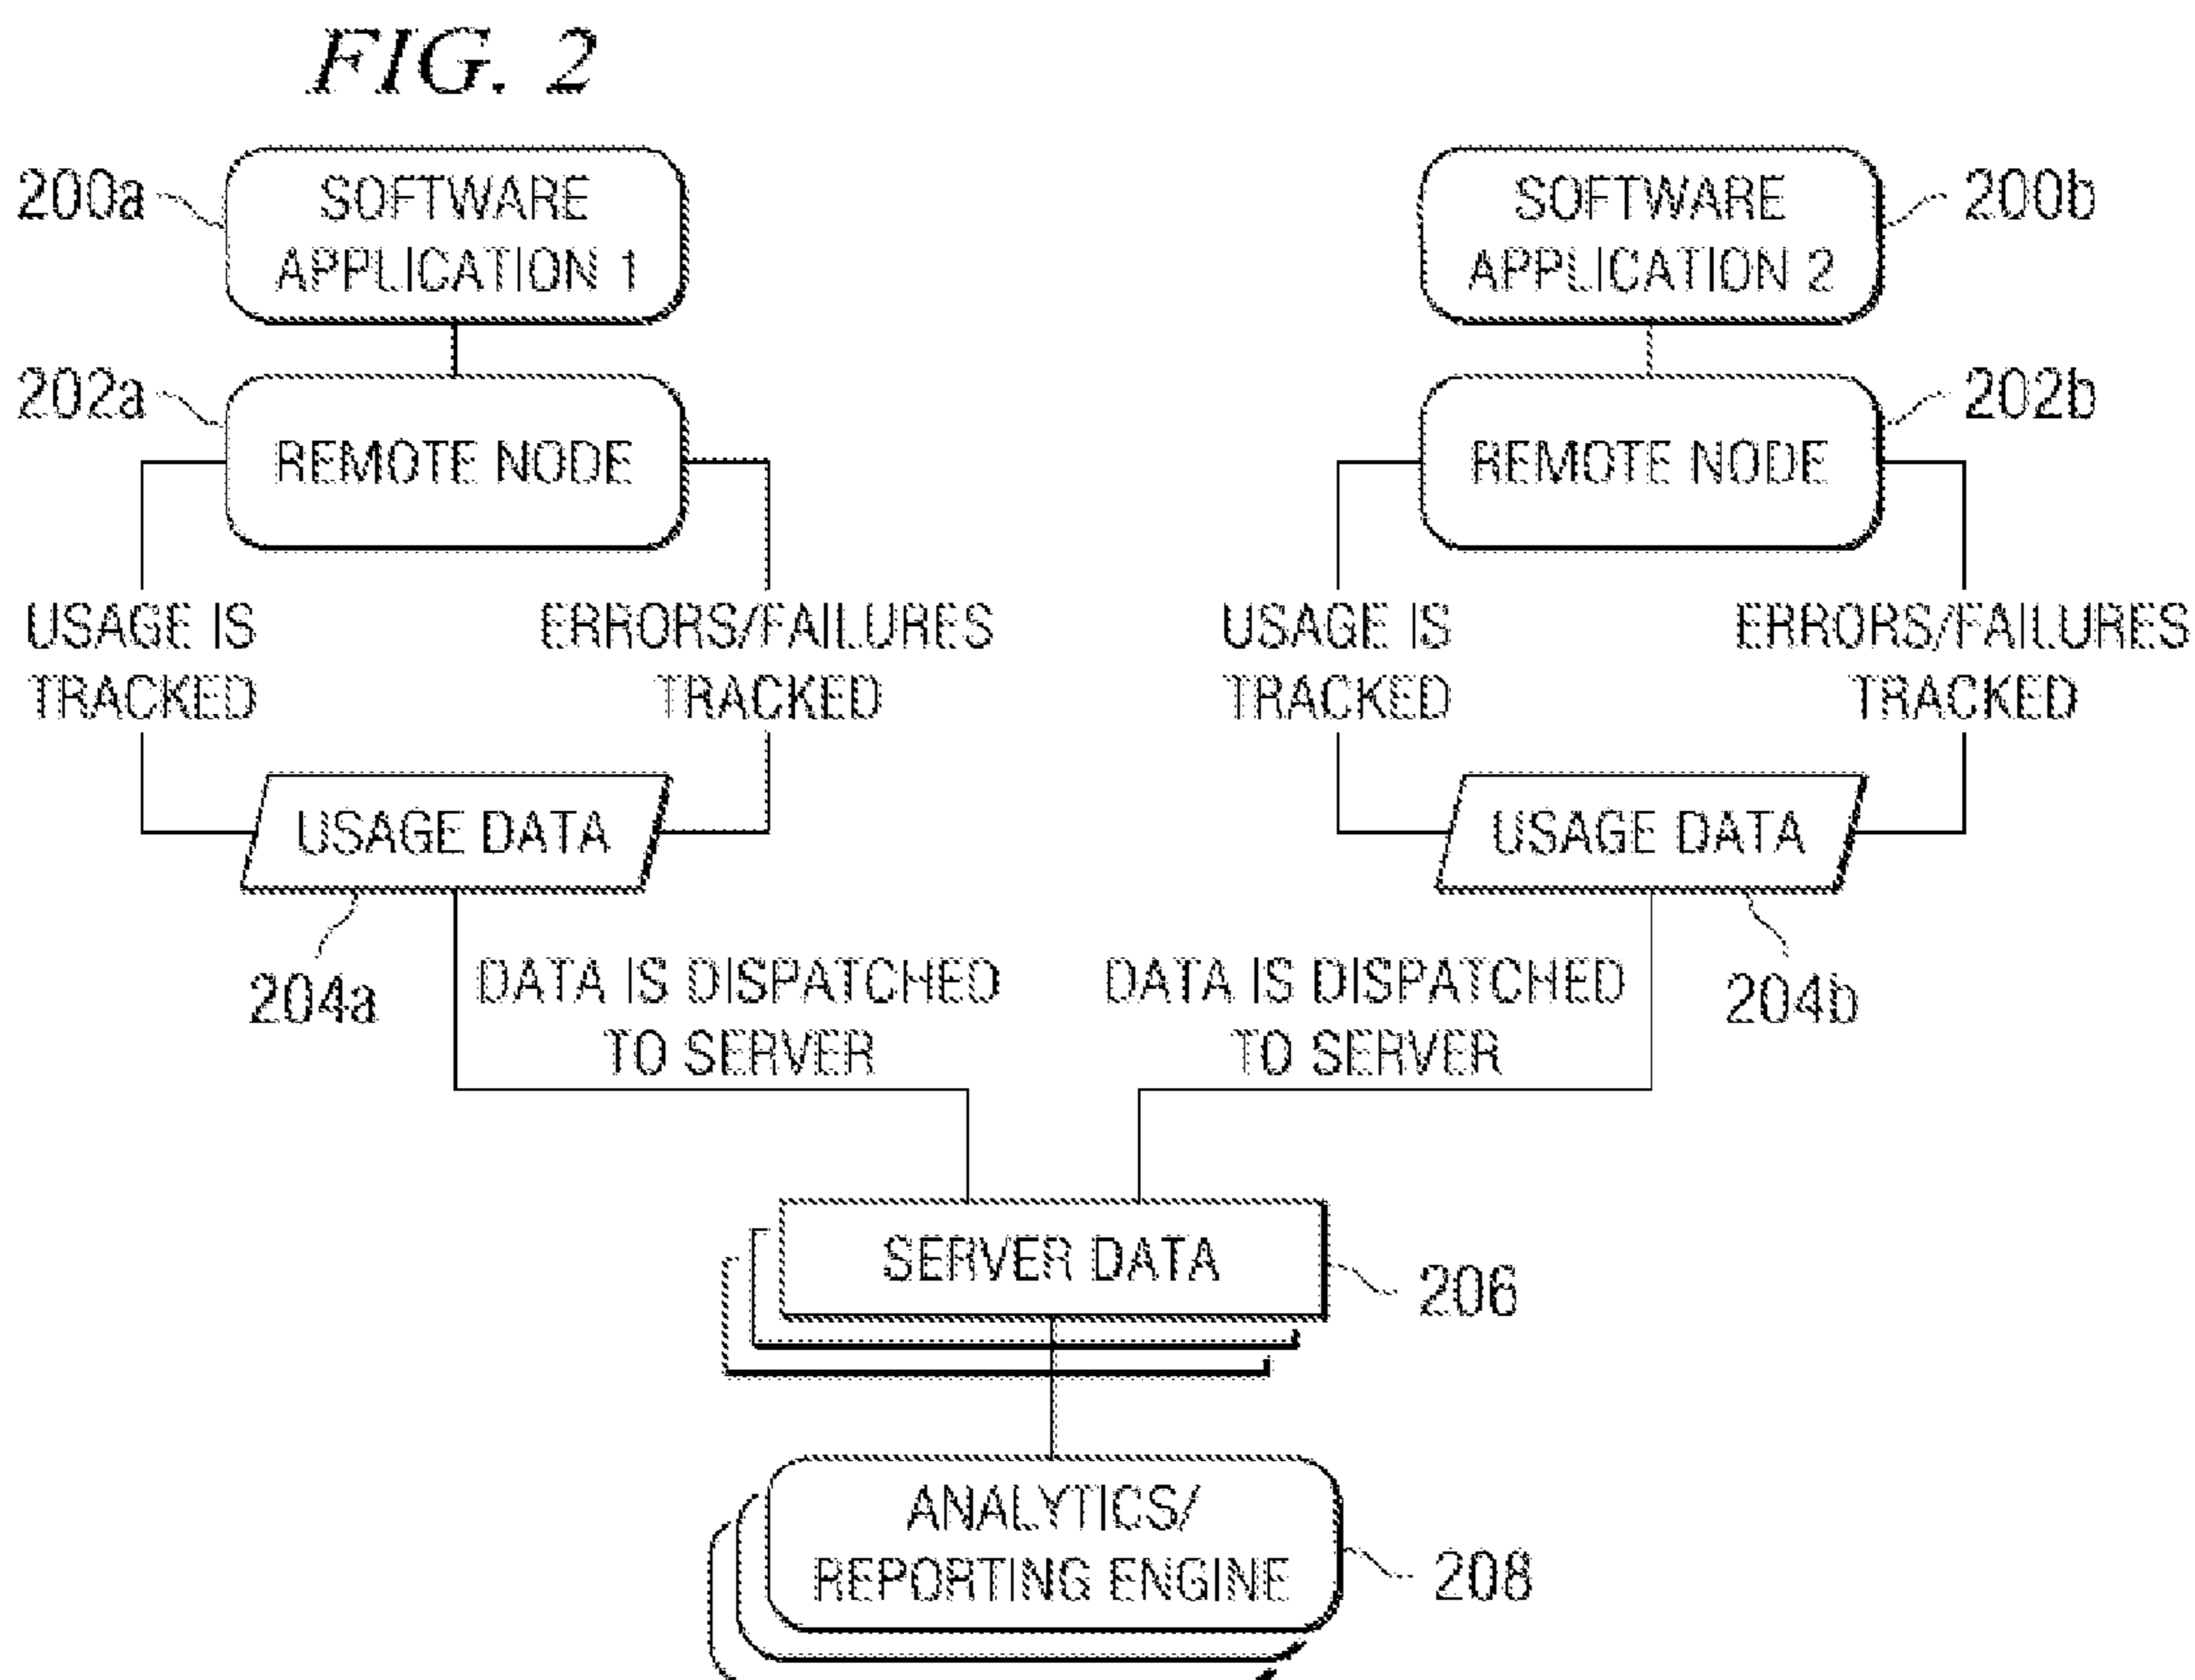 FIG. 2
200a
SOFTWARE
APPLICATION 1
SOFTWARE
APPLICATION 2
200b
202a
REMOTE NODE
REMOTE NODE
202b
USAGE IS
TRACKED
ERRORS/FAILURES
TRACKED
USAGE IS
TRACKED
ERRORS/FAILURES
TRACKED
USAGE DATA
USAGE DATA
204a
DATA IS DISPATCHED
TO SERVER
DATA IS DISPATCHED
TO SERVER
204b
SERVER DATA
206
ANALYTICS/
REPORTING ENGINE
208